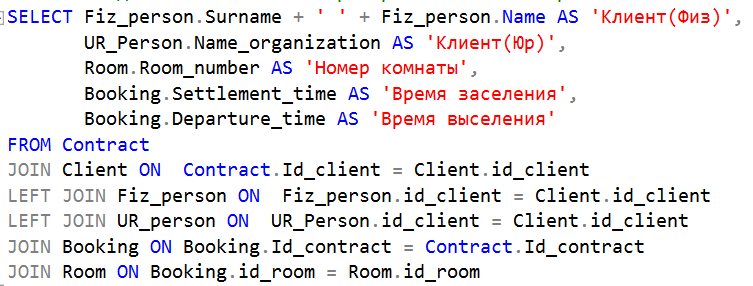 SELECT Fiz_person.Surname + ' ' + Fiz_person.Name AS 'Клиент(Физ)',
UR_Person.Name_organization AS 'Клиент(Юр)',
Room.Room_number AS 'Номер комнаты',
Booking.Settlement_time AS 'Время заселения',
Booking.Departure_time AS 'Время выселения'
FROM Contract
JOIN Client ON  Contract.Id_client = Client.id_client
LEFT JOIN Fiz_person ON  Fiz_person.id_client = Client.id_client
LEFT JOIN UR_person ON  UR_Person.id_client = Client.id_client
JOIN Booking ON Booking.Id_contract = Contract.Id_contract
JOIN Room ON Booking.id_room = Room.id_room